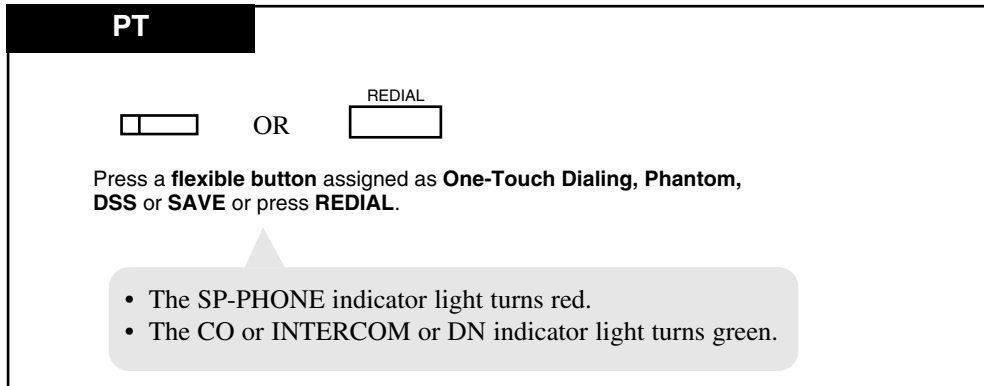 PT
REDIAL
OR
Press a flexible button assigned as One-Touch Dialing, Phantom,
DSS or SAVE or press REDIAL.
• The SP-PHONE indicator light turns red.
• The CO or INTERCOM or DN indicator light turns green.